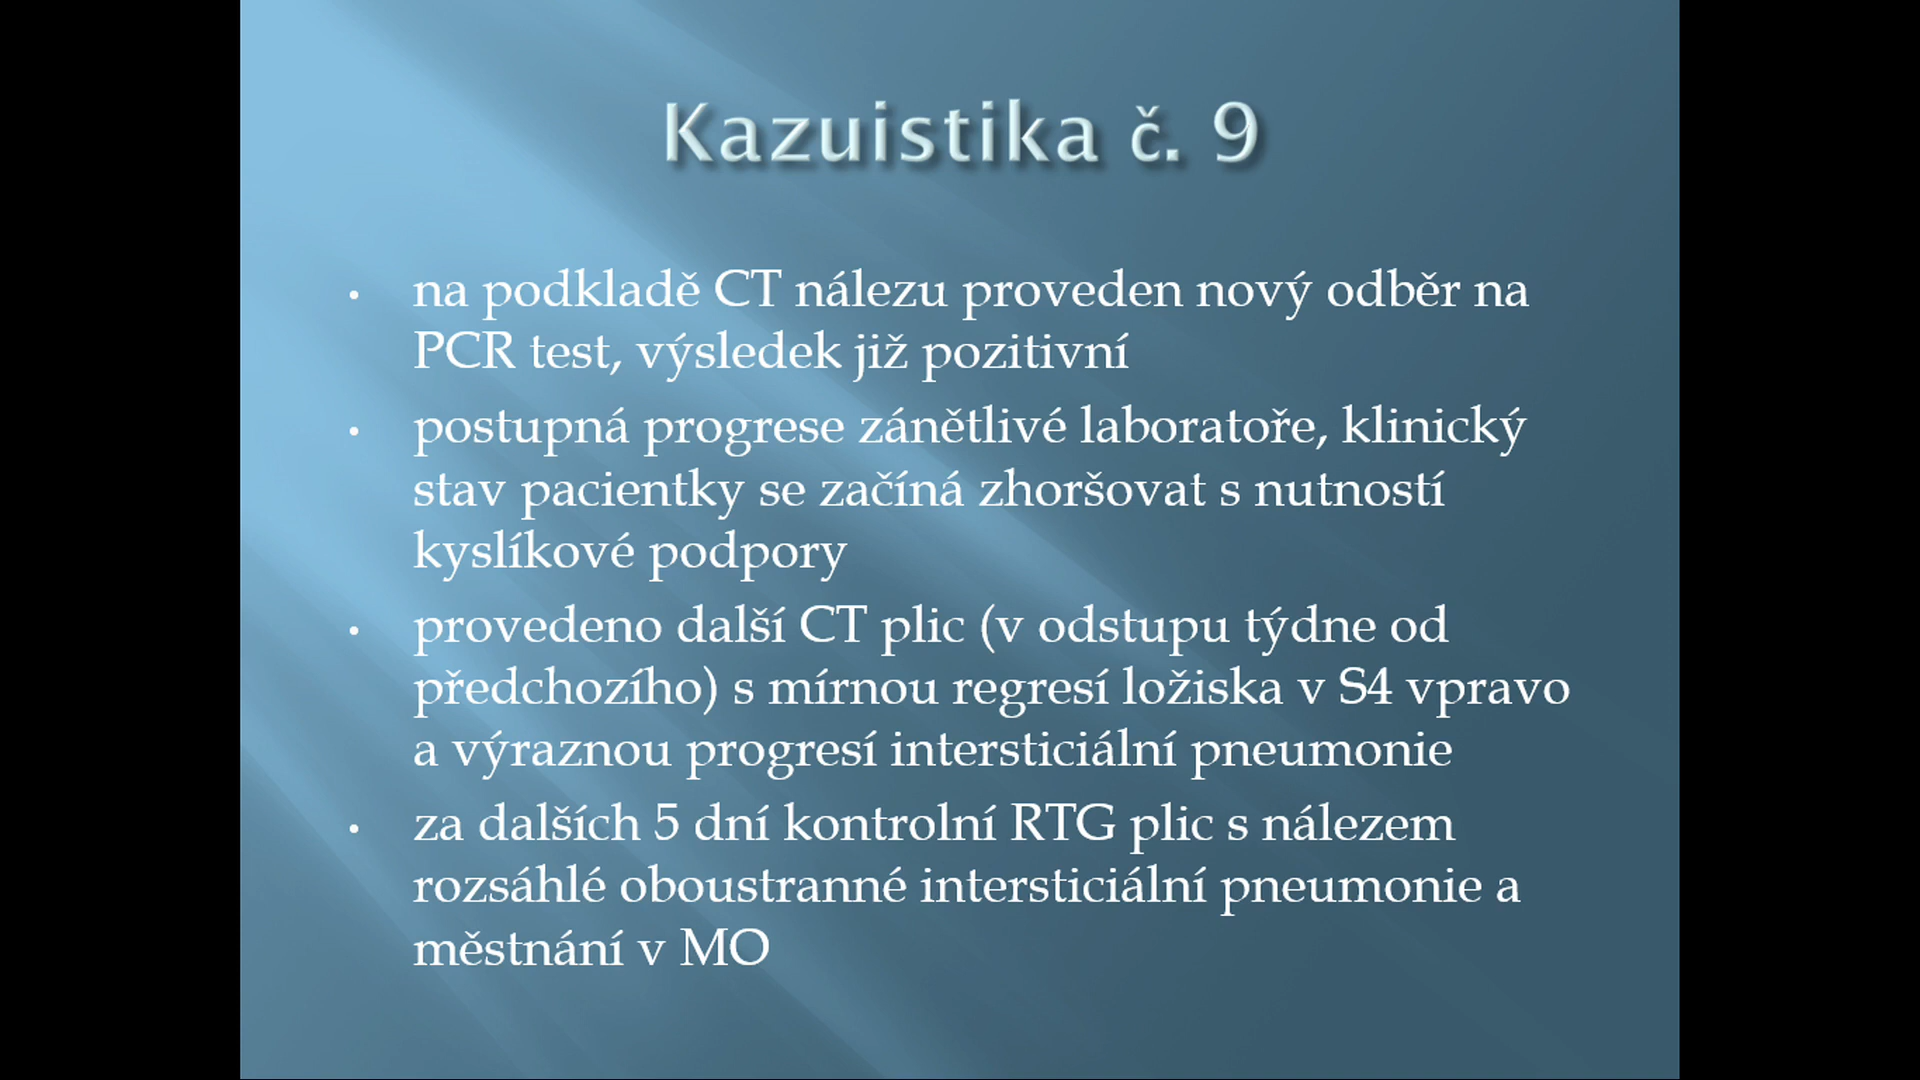 Kazuistika č. 9
• na podkladě CT nálezu proveden nový odběr na
PCR test, výsledek již pozitivní
• postupná progrese zánětlivé laboratoře, klinický
stav pacientky se začíná zhoršovat s nutností
kyslíkové podpory
• provedeno další CT plic (v odstupu týdne od
předchozího) s mírnou regresí ložiska v S4 vpravo
a výraznou progresí intersticiální pneumonie
• za dalších 5 dní kontrolní RTG plic s nálezem
rozsáhlé oboustranné intersticiální pneumonie a
městnání v MO